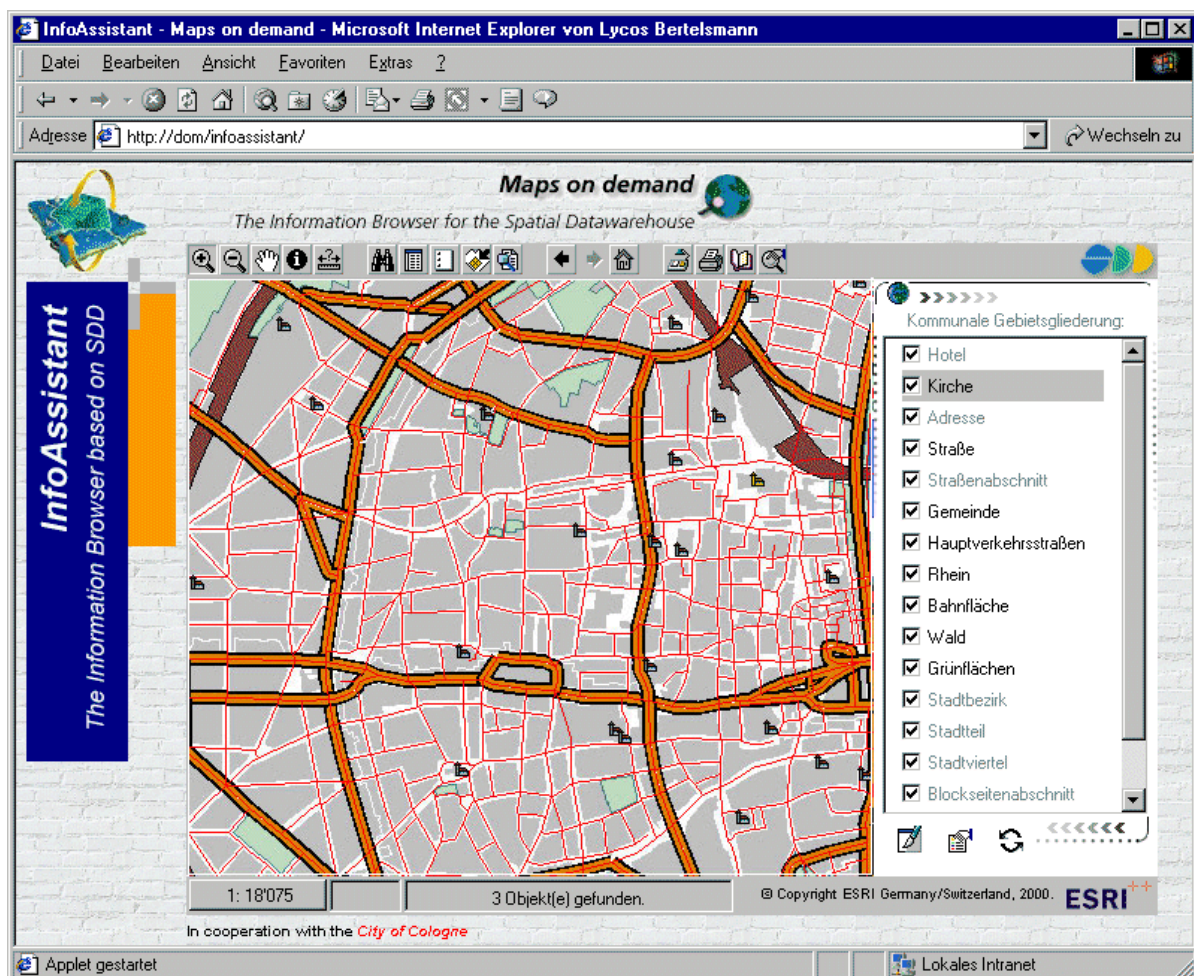 InfoAssistant - Maps on demand - Microsoft Internet Explorer von Lycos Bertelsmann
Datei Bearbeiten Ansicht Favoriten Extras ?
Adresse http://dom/infoassistant/ Wechseln zu
Maps on demand
The Information Browser for the Spatial Datawarehouse
InfoAssistant
The Information Browser based on SDD
Kommunale Gebietsgliederung:
Hotel
Kirche
Adresse
Straße
Straßenabschnitt
Gemeinde
Hauptverkehrsstraßen
Rhein
Bahnfläche
Wald
Grünflächen
Stadtbezirk
Stadtteil
Stadtviertel
Blockseitenabschnitt
1: 18'075
3 Objekt(e) gefunden.
© Copyright ESRI Germany/Switzerland, 2000. ESRI++
In cooperation with the City of Cologne
Applet gestartet
Lokales Intranet